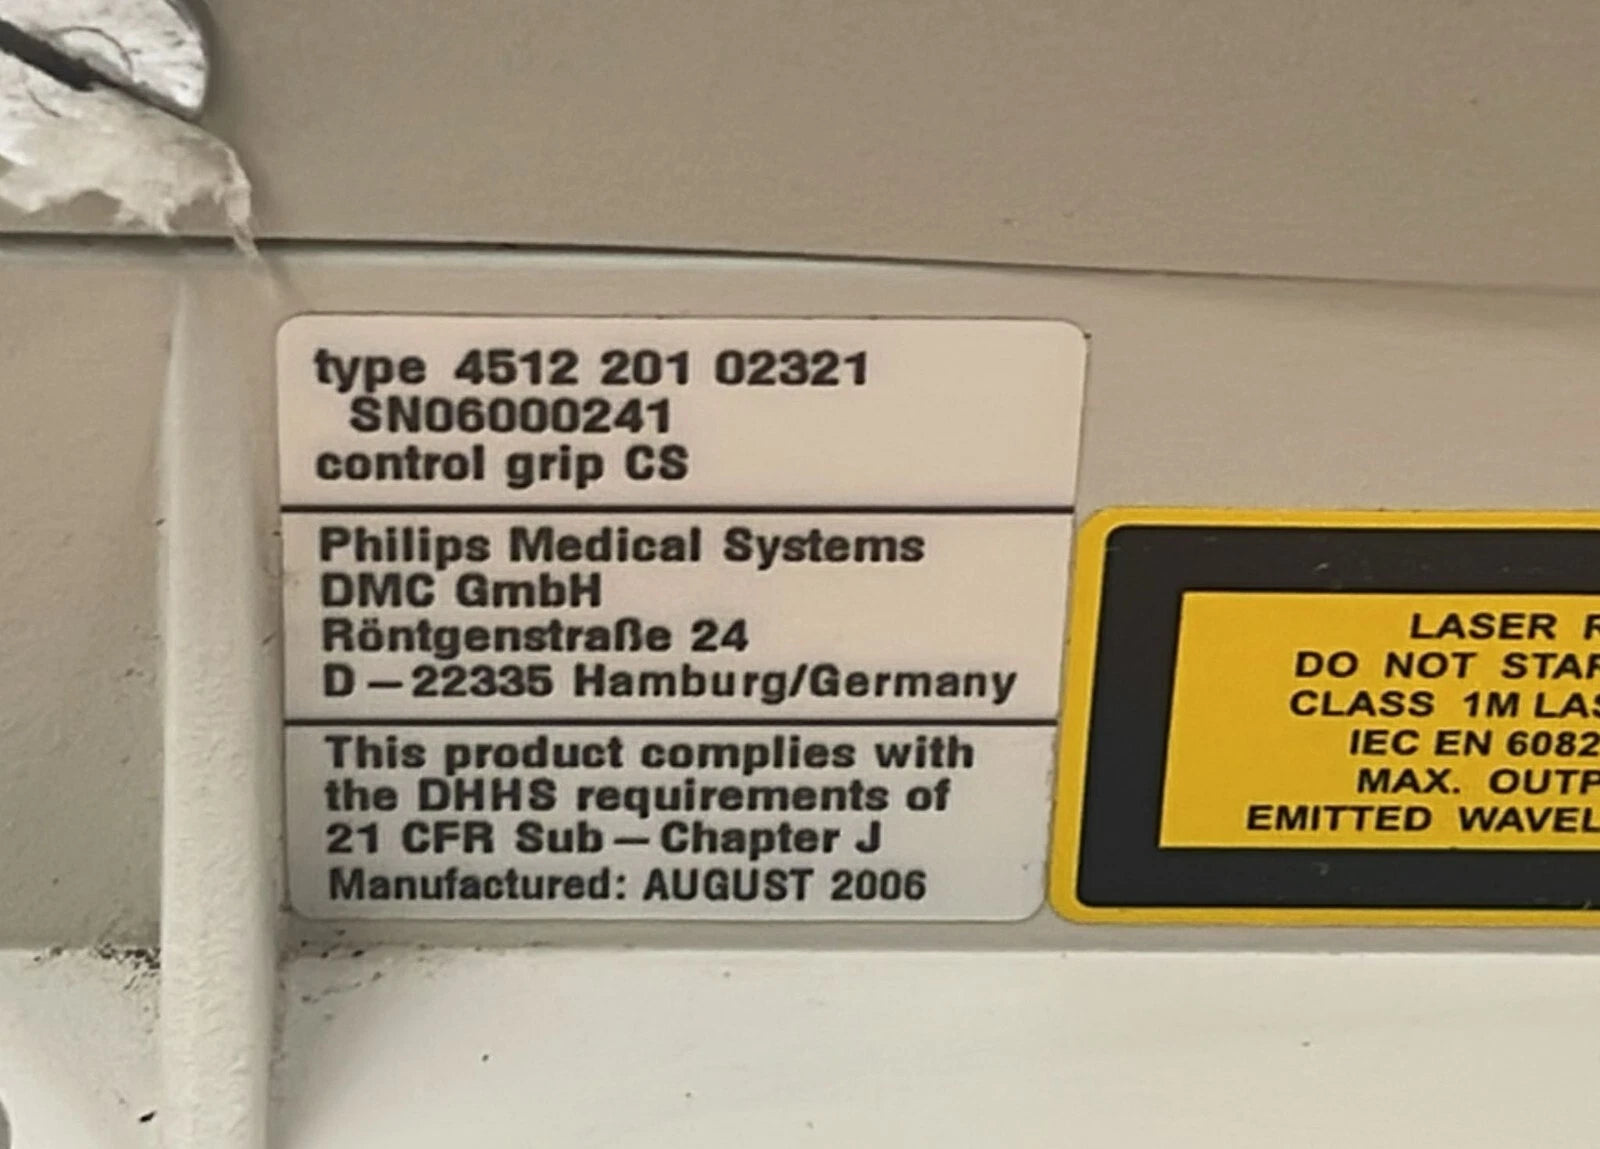 type 4512 201 02321
SN06000241
control grip CS
Philips Medical Systems
DMC GmbH
Röntgenstraße 24
D – 22335 Hamburg/Germany
This product complies with
the DHHS requirements of
21 CFR Sub – Chapter J
Manufactured: AUGUST 2006
LASER
DO NOT
CLASS 1M
IEC EN
MAX.
EMITTED